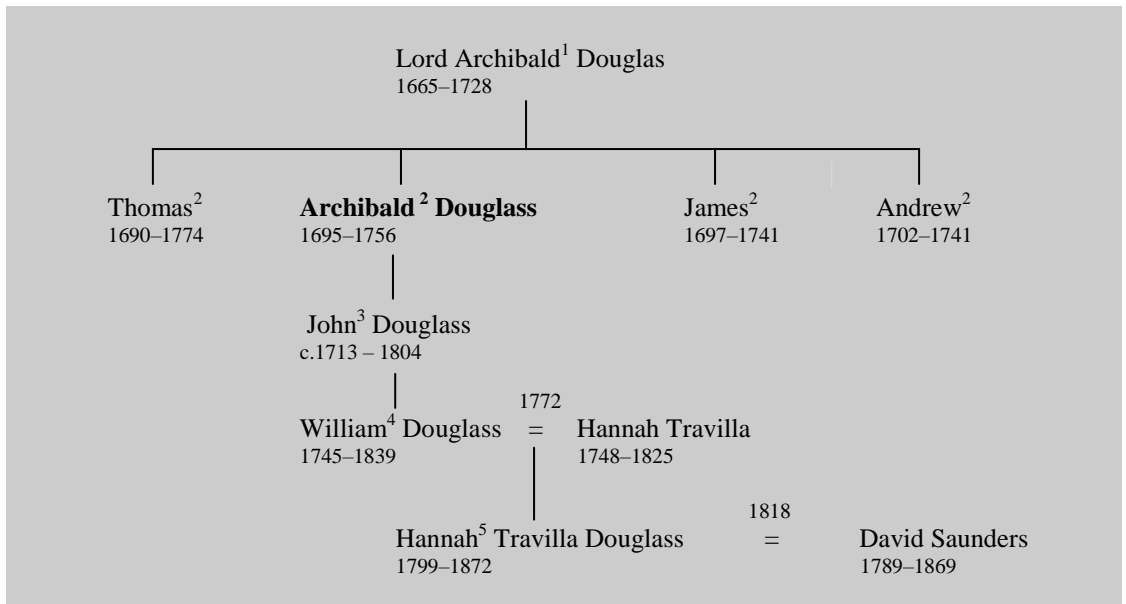 Lord Archibald¹ Douglas
1665–1728
Thomas² Archibald ² Douglass James² Andrew²
1690–1774 1695–1756 1697–1741 1702–1741
John³ Douglass
c.1713 – 1804
1772
William⁴ Douglass = Hannah Travilla
1745–1839 1748–1825
1818
Hannah⁵ Travilla Douglass = David Saunders
1799–1872 1789–1869